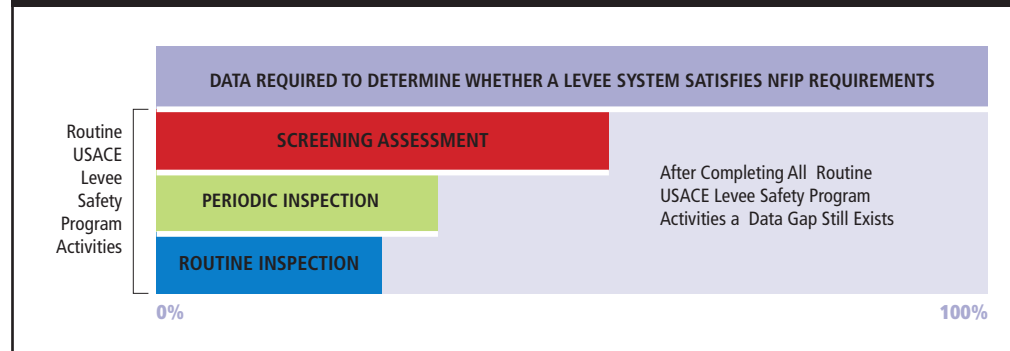 DATA REQUIRED TO DETERMINE WHETHER A LEVEE SYSTEM SATISFIES NFIP REQUIREMENTS
Routine
USACE
Levee
Safety
Program
Activities
SCREENING ASSESSMENT
PERIODIC INSPECTION
ROUTINE INSPECTION
After Completing All Routine
USACE Levee Safety Program
Activities a Data Gap Still Exists
0%
100%